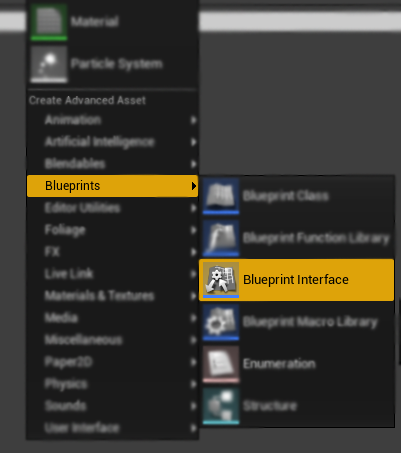 Material
Particle System
Create Advanced Asset
Animation
Artificial Intelligence
Blendables
Blueprints
Editor Utilities
Foliage
FX
Live Link
Materials & Textures
Media
Miscellaneous
Paper2D
Physics
Sounds
User Interface
Blueprint Class
Blueprint Function Library
Blueprint Interface
Blueprint Macro Library
Enumeration
Structure